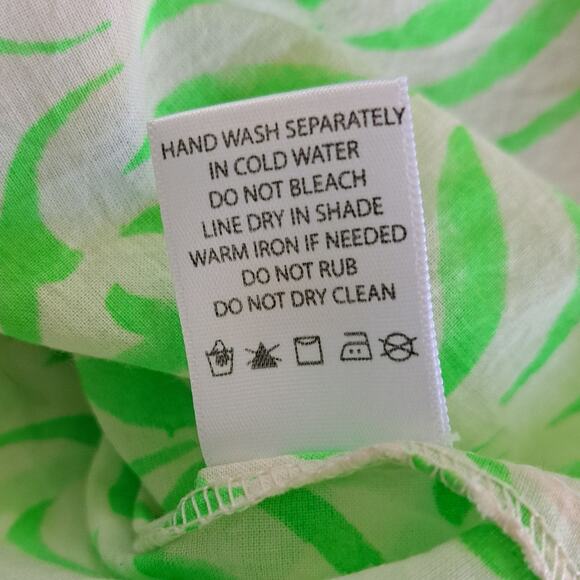 HAND WASH SEPARATELY
IN COLD WATER
DO NOT BLEACH
LINE DRY IN SHADE
WARM IRON IF NEEDED
DO NOT RUB
DO NOT DRY CLEAN